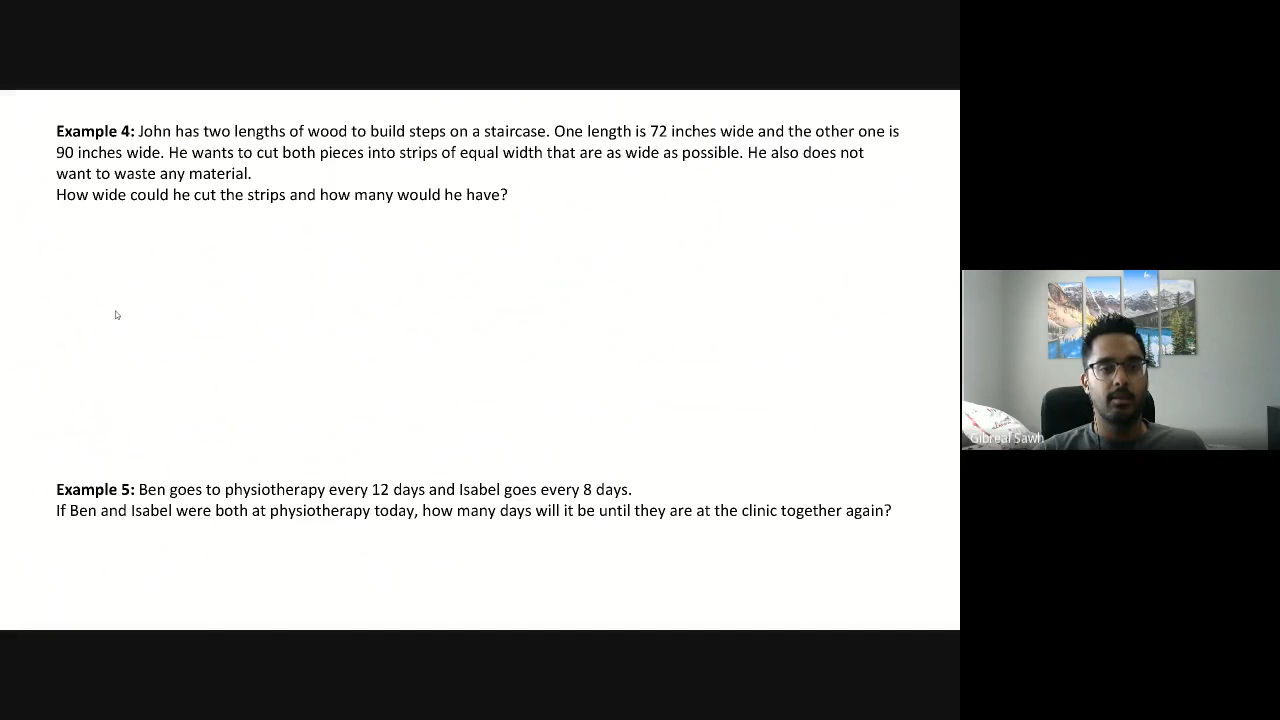 Example 4: John has two lengths of wood to build steps on a staircase. One length is 72 inches wide and the other one is
90 inches wide. He wants to cut both pieces into strips of equal width that are as wide as possible. He also does not
want to waste any material.
How wide could he cut the strips and how many would he have?
Gibreal Sawh
Example 5: Ben goes to physiotherapy every 12 days and Isabel goes every 8 days.
If Ben and Isabel were both at physiotherapy today, how many days will it be until they are at the clinic together again?